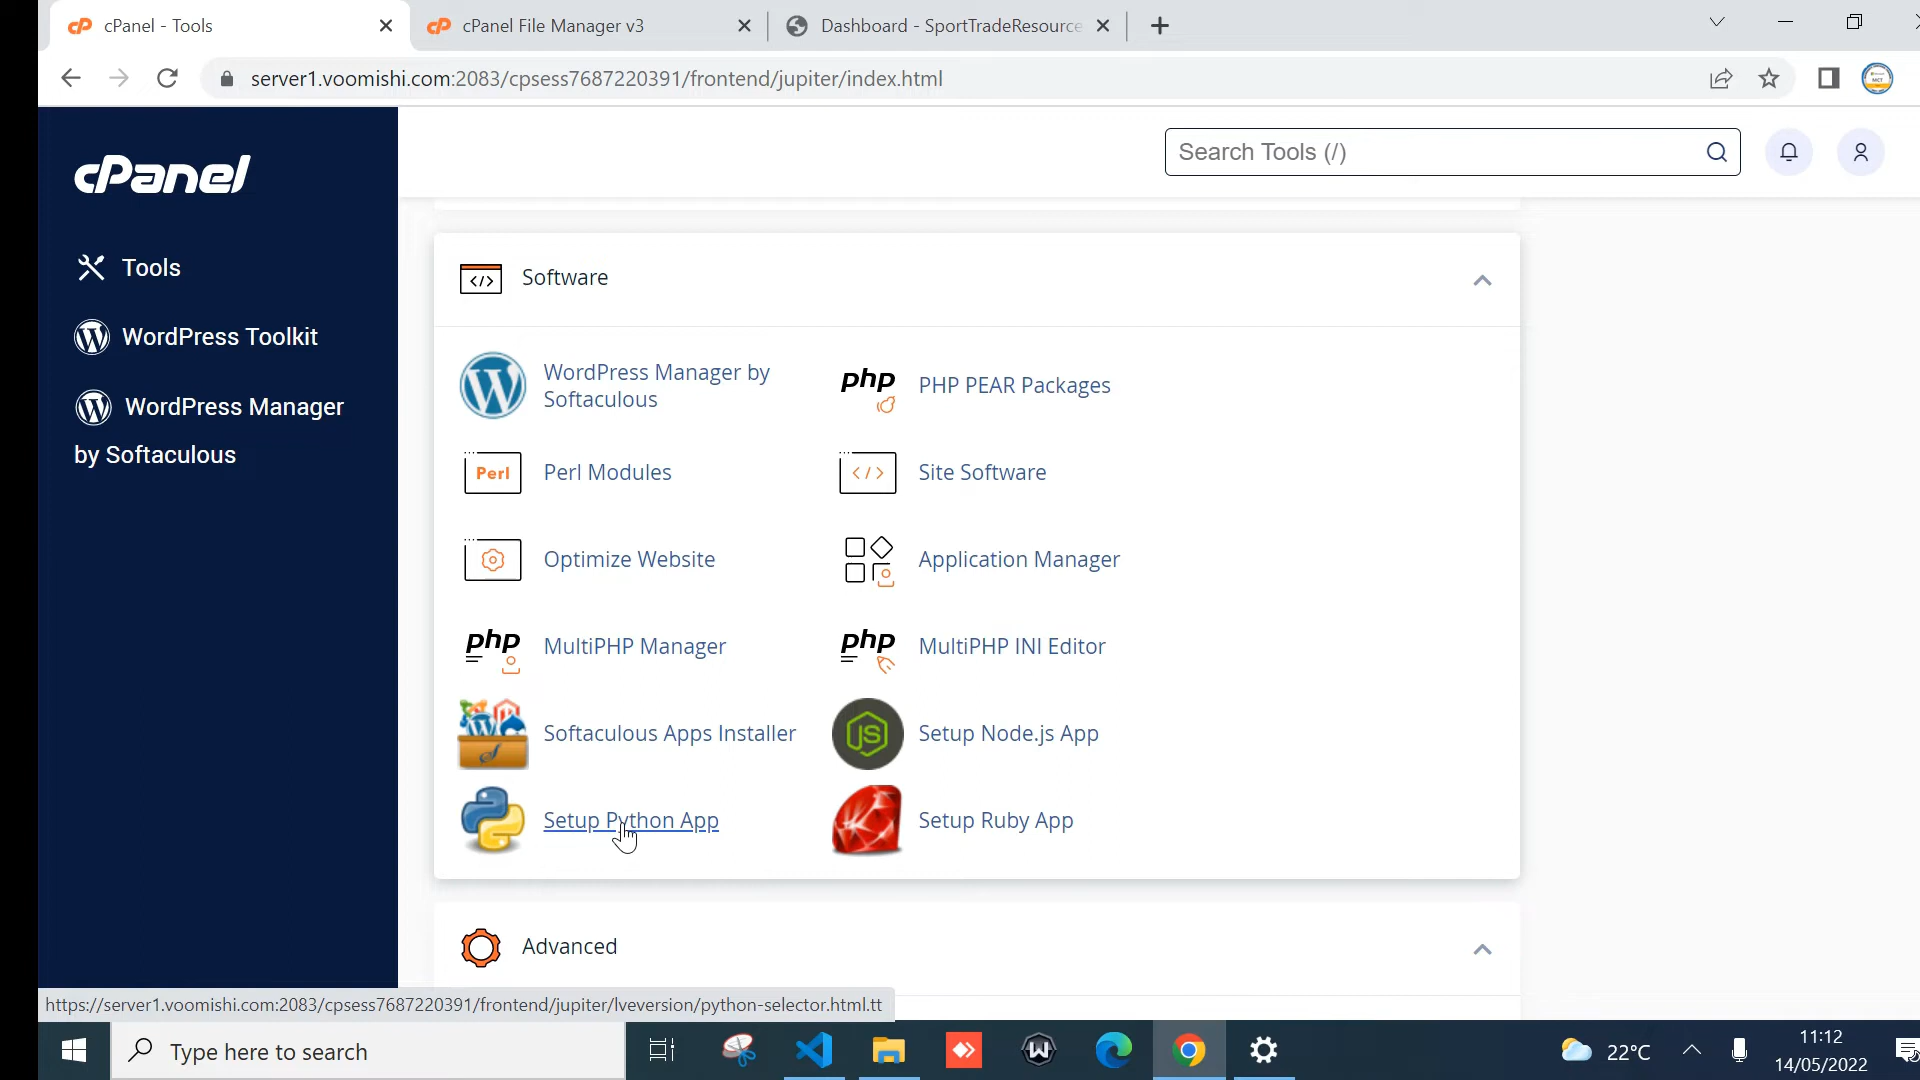 cPanel - Tools
cPanel File Manager v3
Dashboard - SportTradeResource
server1.voomishi.com:2083/cpsess7687220391/frontend/jupiter/index.html
cPanel
Search Tools (/)
Tools
WordPress Toolkit
WordPress Manager
by Softaculous
Software
WordPress Manager by
Softaculous
php
PHP PEAR Packages
Perl
Perl Modules
Site Software
Optimize Website
Application Manager
php
MultiPHP Manager
php
MultiPHP INI Editor
Softaculous Apps Installer
JS
Setup Node.js App
Setup Python App
Setup Ruby App
Advanced
https://server1.voomishi.com:2083/cpsess7687220391/frontend/jupiter/lveversion/python-selector.html.tt
Type here to search
22°C
11:12
14/05/2022